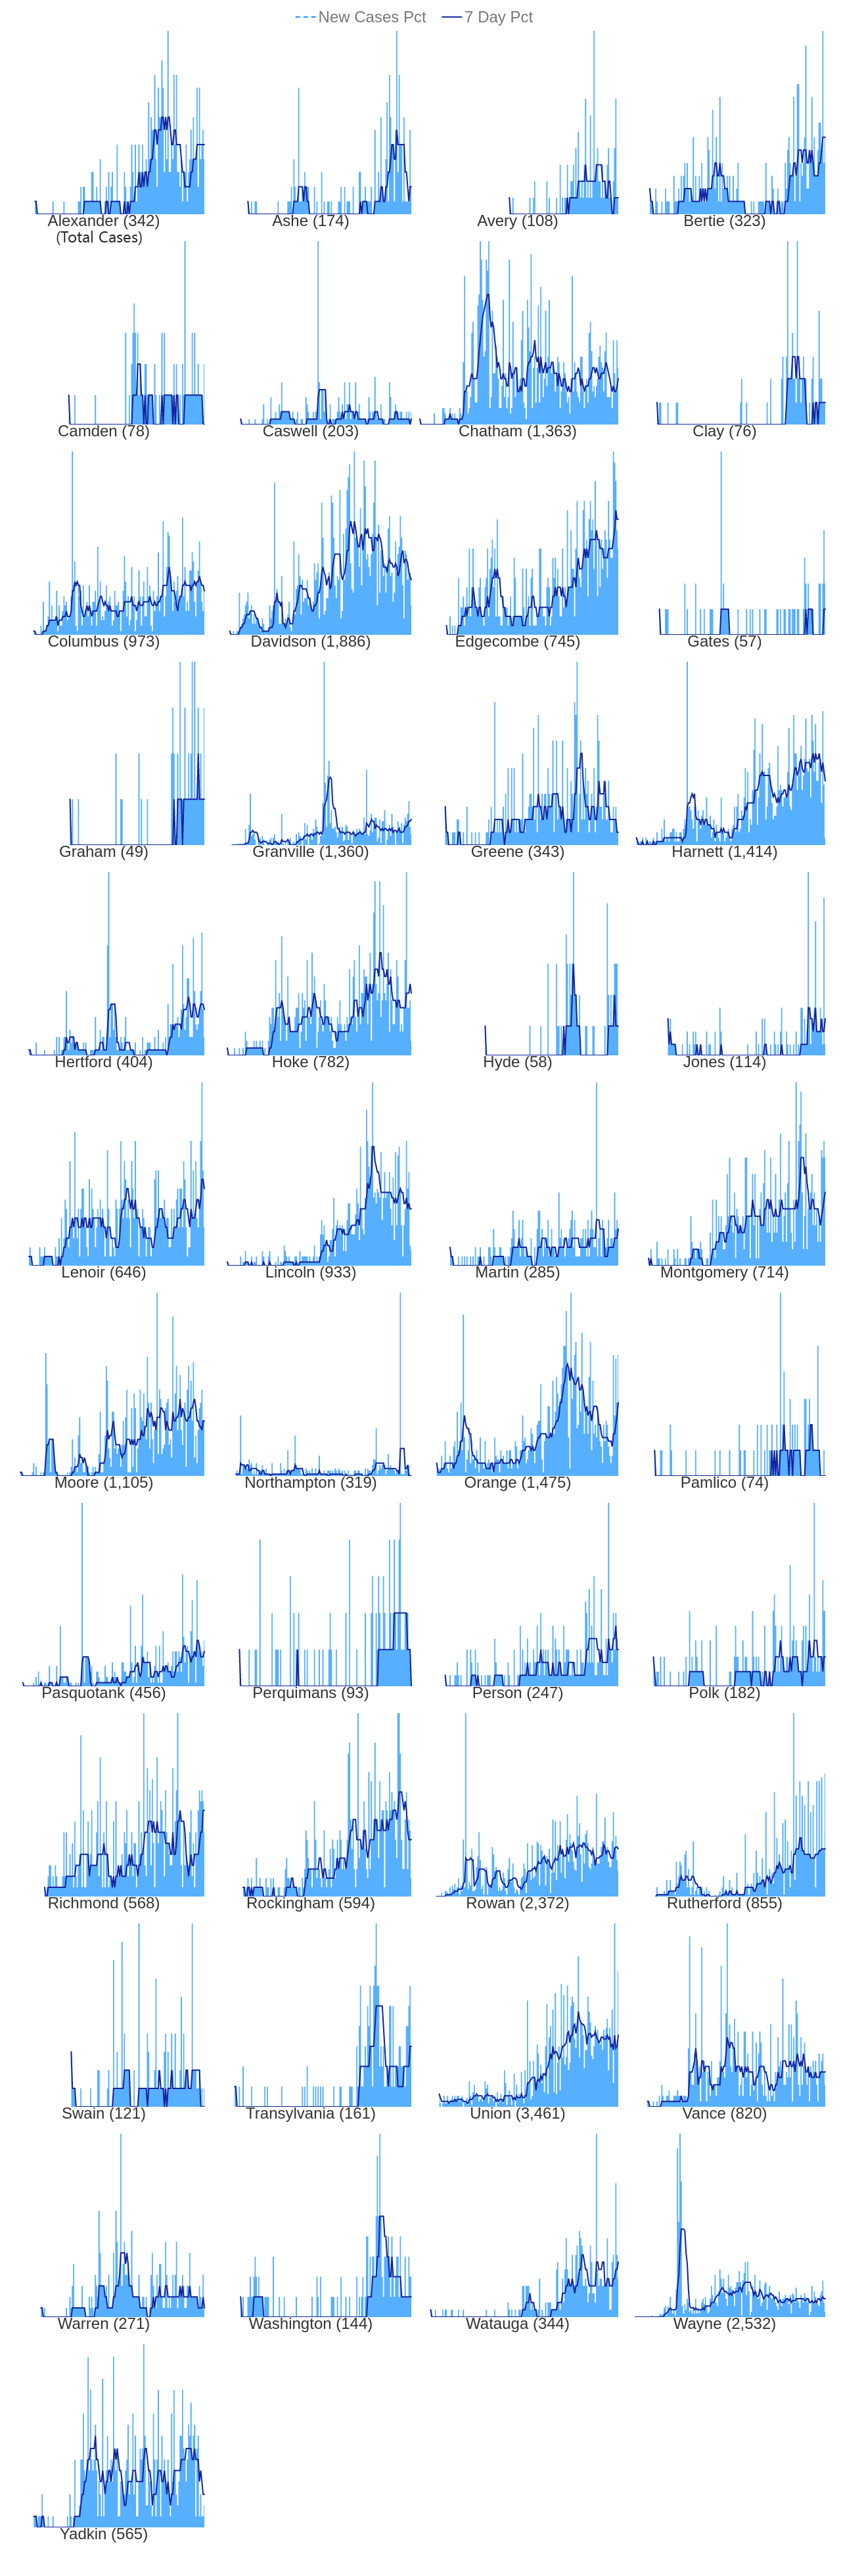 New Cases Pct 7 Day Pct
Alexander (342) Ashe (174) Avery (108) Bertie (323)
(Total Cases)
Camden (78) Caswell (203) Chatham (1,363) Clay (76)
Columbus (973) Davidson (1,886) Edgecombe (745) Gates (57)
Graham (49) Granville (1,360) Greene (343) Harnett (1,414)
Hertford (404) Hoke (782) Hyde (58) Jones (114)
Lenoir (646) Lincoln (933) Martin (285) Montgomery (714)
Moore (1,105) Northampton (319) Orange (1,475) Pamlico (74)
Pasquotank (456) Perquimans (93) Person (247) Polk (182)
Richmond (568) Rockingham (594) Rowan (2,372) Rutherford (855)
Swain (121) Transylvania (161) Union (3,461) Vance (820)
Warren (271) Washington (144) Watauga (344) Wayne (2,532)
Yadkin (565)